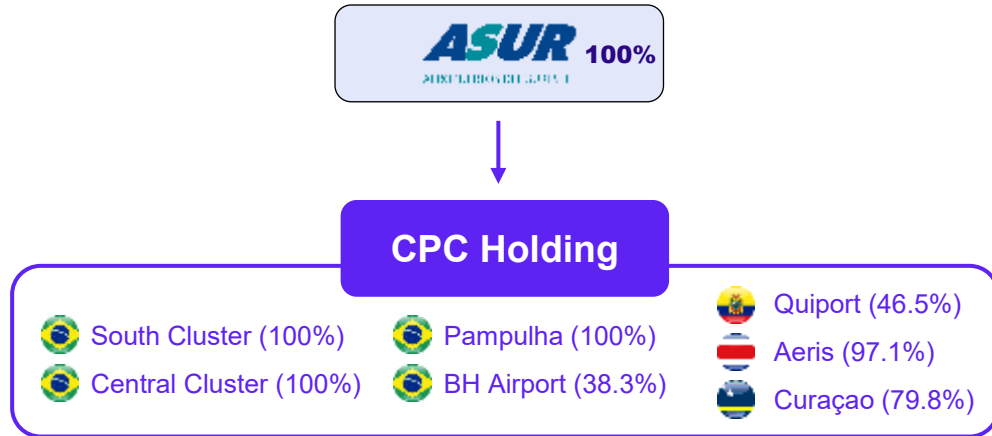 ASUR 100%
CPC Holding
South Cluster (100%)
Central Cluster (100%)
Pampulha (100%)
BH Airport (38.3%)
Quiport (46.5%)
Aeris (97.1%)
Curaçao (79.8%)